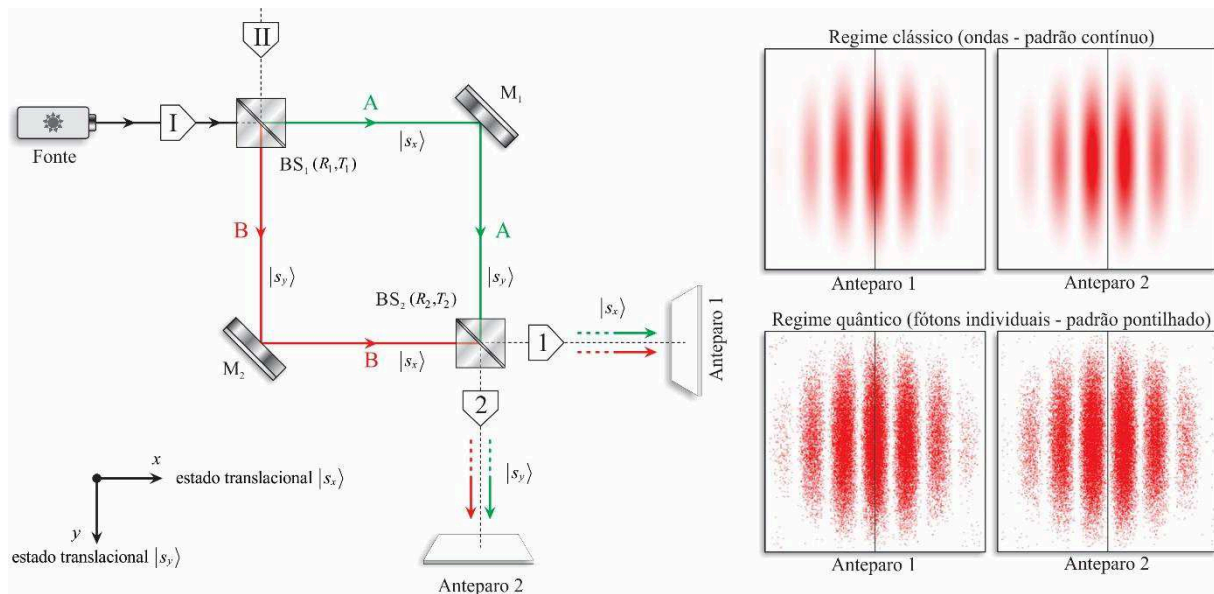 II
I
Fonte
A
M₁
|sₓ⟩
BS₁ (R₁,T₁)
B
A
|s_y⟩
|s_y⟩
BS₂ (R₂,T₂)
|sₓ⟩
1
Anteparo 1
M₂
B
|sₓ⟩
2
|s_y⟩
x
estado translacional |sₓ⟩
y
estado translacional |s_y⟩
Anteparo 2
Regime clássico (ondas - padrão contínuo)
Anteparo 1
Anteparo 2
Regime quântico (fótons individuais - padrão pontilhado)
Anteparo 1
Anteparo 2